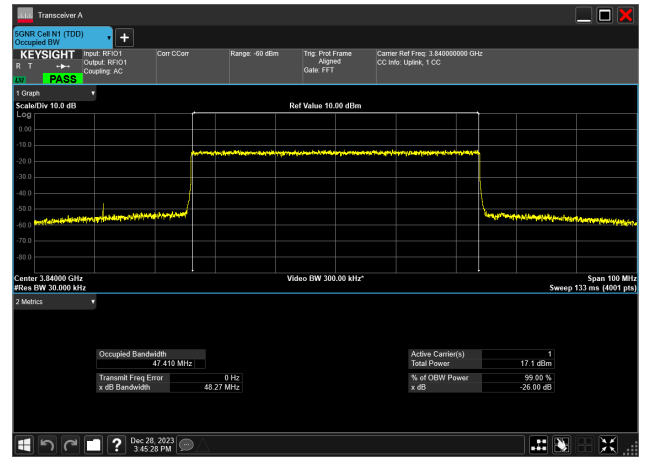 Transceiver A
5GNR Cell N1 (TDD)
Occupied BW
KEYSIGHT
R T
LXI
PASS
Input: RFIO1
Output: RFIO1
Coupling: AC
Corr CCorr
Range: -60 dBm
Trig: Prot Frame
Aligned
Gate: FFT
Carrier Ref Freq: 3.840000000 GHz
CC Info: Uplink, 1 CC
1 Graph
Scale/Div 10.0 dB
Ref Value 10.00 dBm
Log
0.00
-10.0
-20.0
-30.0
-40.0
-50.0
-60.0
-70.0
-80.0
Center 3.84000 GHz
Video BW 300.00 kHz*
Span 100 MHz
#Res BW 30.000 kHz
Sweep 133 ms (4001 pts)
2 Metrics
Occupied Bandwidth
47.410 MHz
Transmit Freq Error 0 Hz
x dB Bandwidth 48.27 MHz
Active Carrier(s) 1
Total Power 17.1 dBm
% of OBW Power 99.00 %
x dB -26.00 dB
Dec 28, 2023
3:45:28 PM